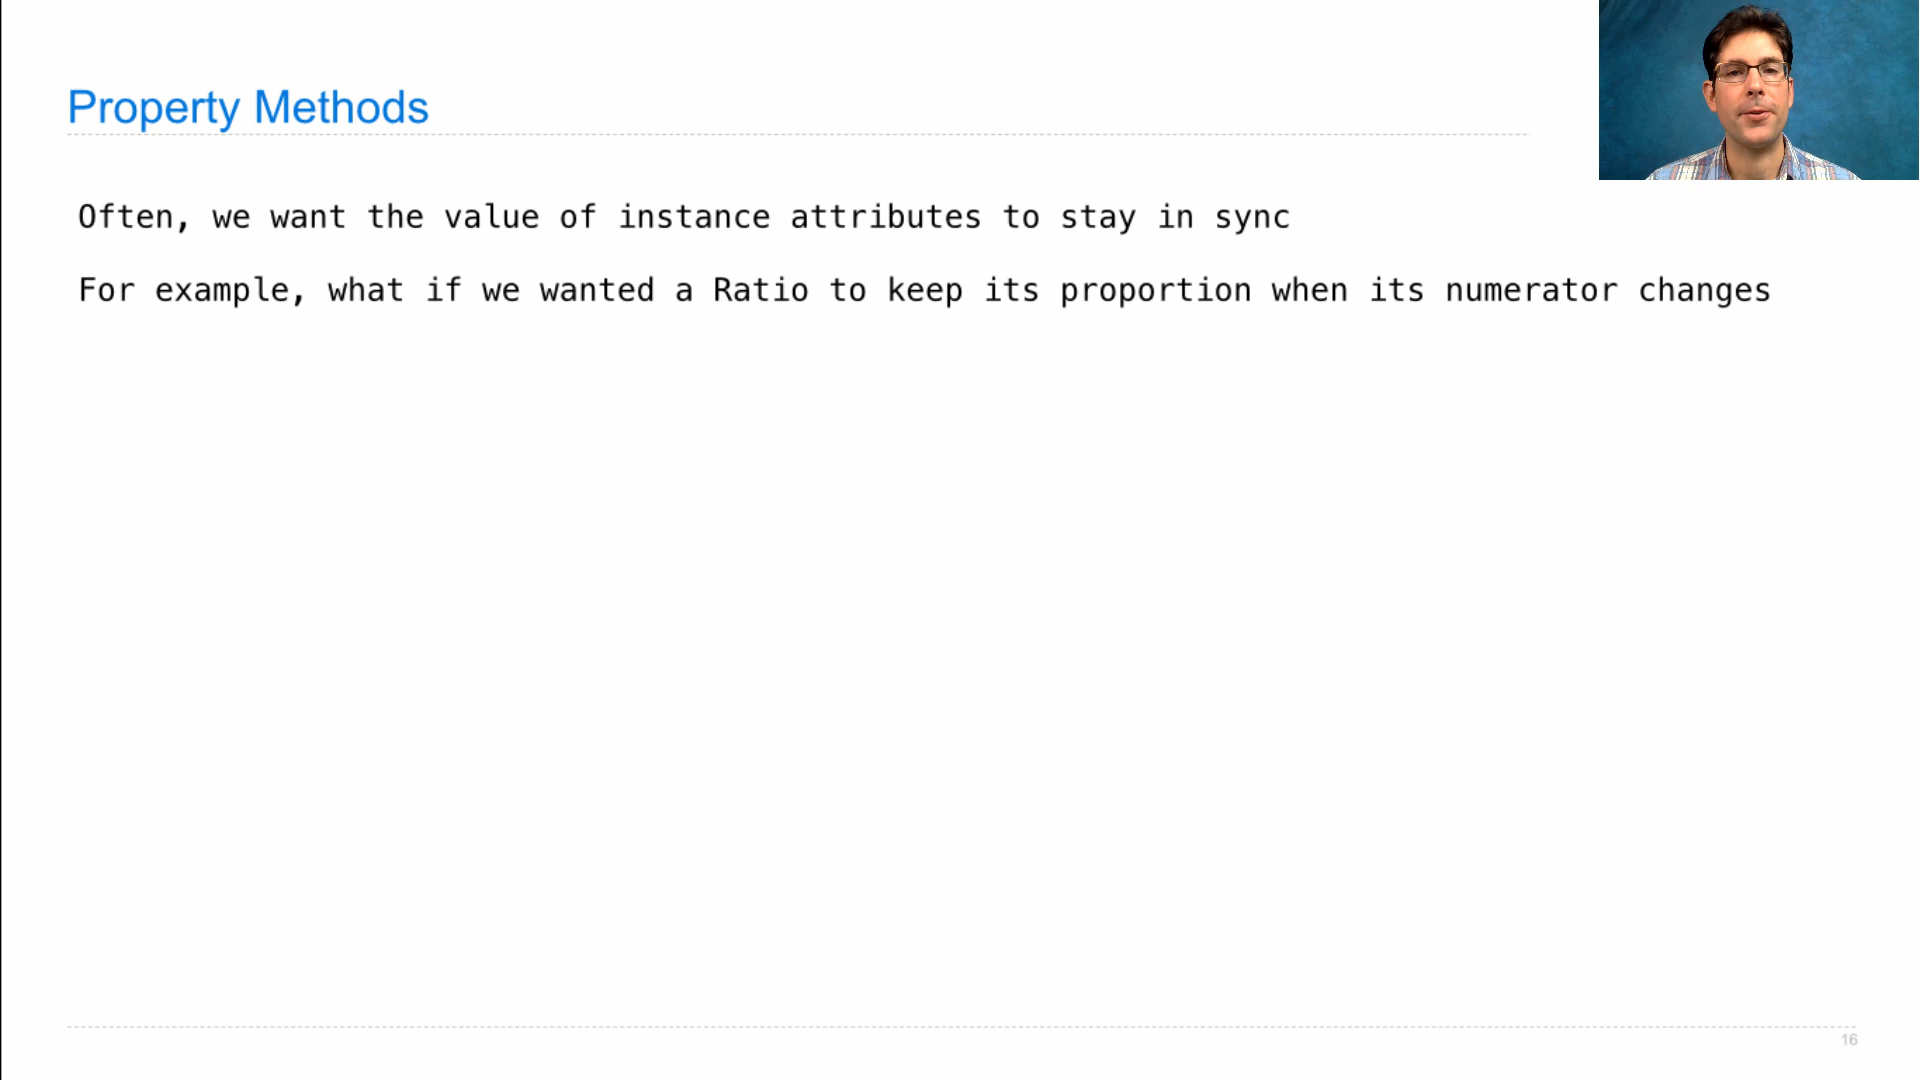 Property Methods
Often, we want the value of instance attributes to stay in sync
For example, what if we wanted a Ratio to keep its proportion when its numerator changes
16